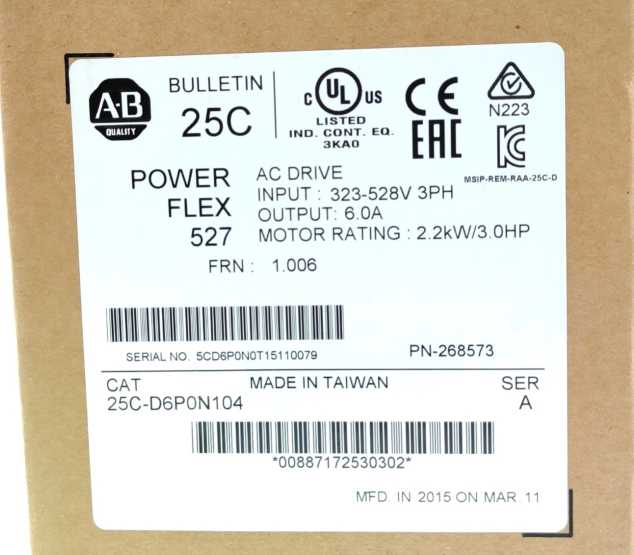 A-B
QUALITY
BULLETIN
25C
C UL US
LISTED
IND. CONT. EQ.
3KA0
CE
EAC
N223
MSIP-REM-RAA-25C-D
POWER
FLEX
527
AC DRIVE
INPUT : 323-528V 3PH
OUTPUT: 6.0A
MOTOR RATING : 2.2kW/3.0HP
FRN : 1.006
SERIAL NO. 5CD6P0N0T15110079
PN-268573
CAT MADE IN TAIWAN SER
25C-D6P0N104 A
*00887172530302*
MFD. IN 2015 ON MAR. 11